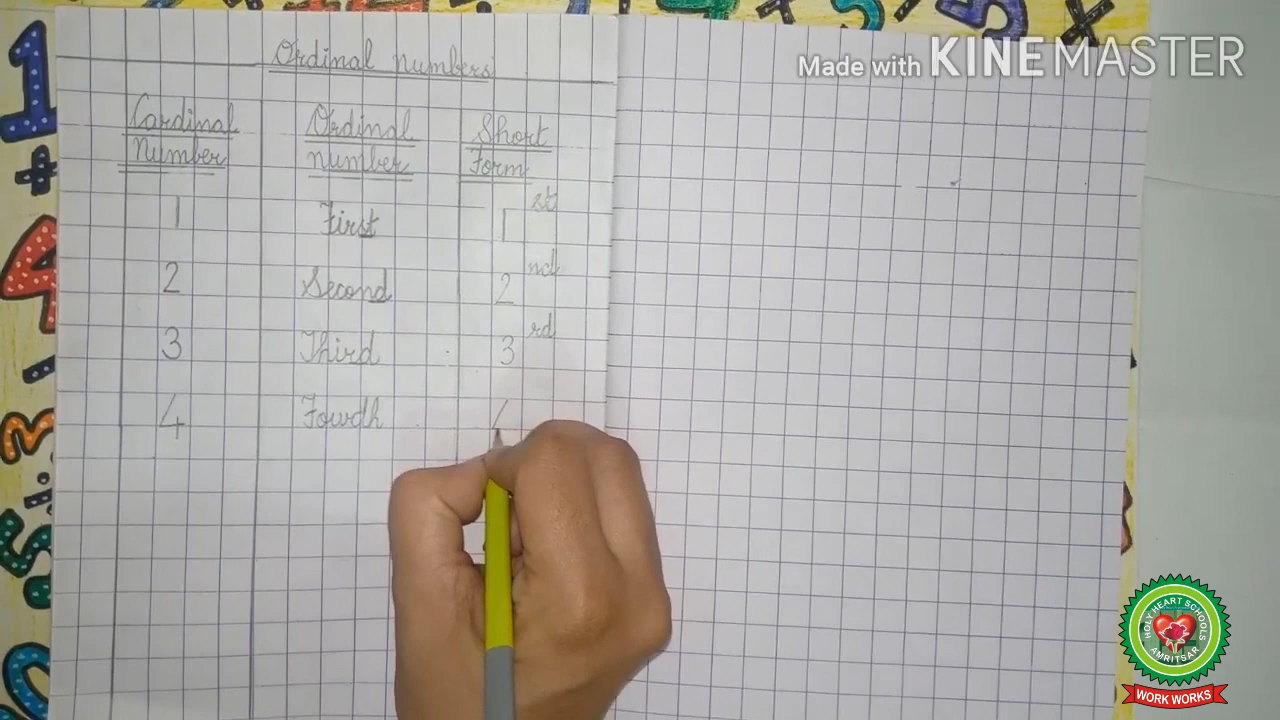 Made with KINEMASTER
Ordinal numbers
Cardinal Number
Ordinal number
Short Form
1 First 1st
2 Second 2nd
3 Third 3rd
4 Fourth
HOLY HEART SCHOOLS
AMRITSAR
WORK WORKS